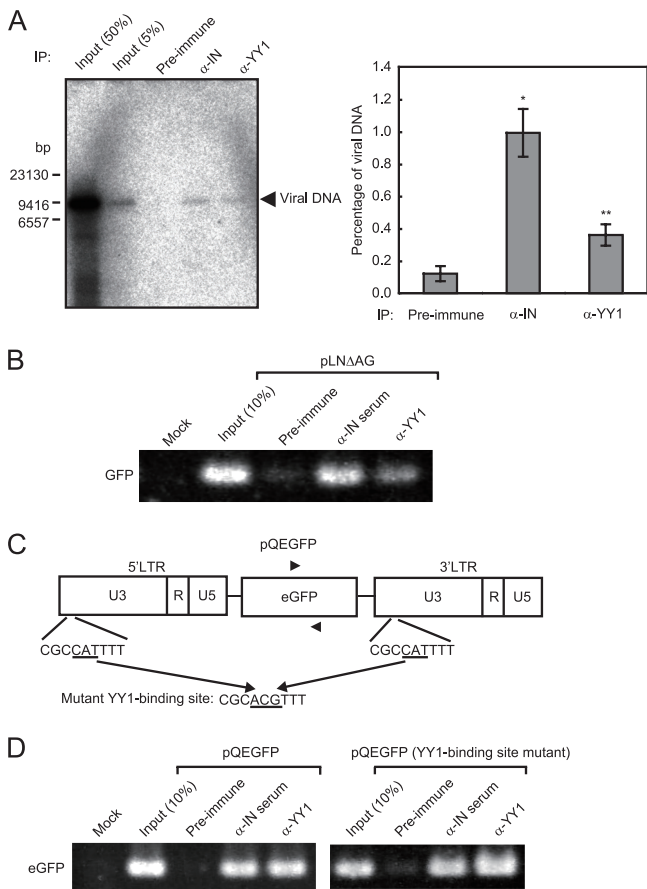 A
IP:
Input (50%)
Input (5%)
Pre-immune
α-IN
α-YY1
bp
23130
9416
6557
Viral DNA
Percentage of viral DNA
1.4
1.2
1.0
0.8
0.6
0.4
0.2
0.0
*
**
IP: Pre-immune α-IN α-YY1
B
pLNΔAG
Mock
Input (10%)
Pre-immune
α-IN serum
α-YY1
GFP
C
pQEGFP
5'LTR 3'LTR
U3 R U5 eGFP U3 R U5
CGCCATTTT CGCCATTTT
Mutant YY1-binding site: CGCACGTTT
D
pQEGFP pQEGFP (YY1-binding site mutant)
Mock
Input (10%)
Pre-immune
α-IN serum
α-YY1
Input (10%)
Pre-immune
α-IN serum
α-YY1
eGFP